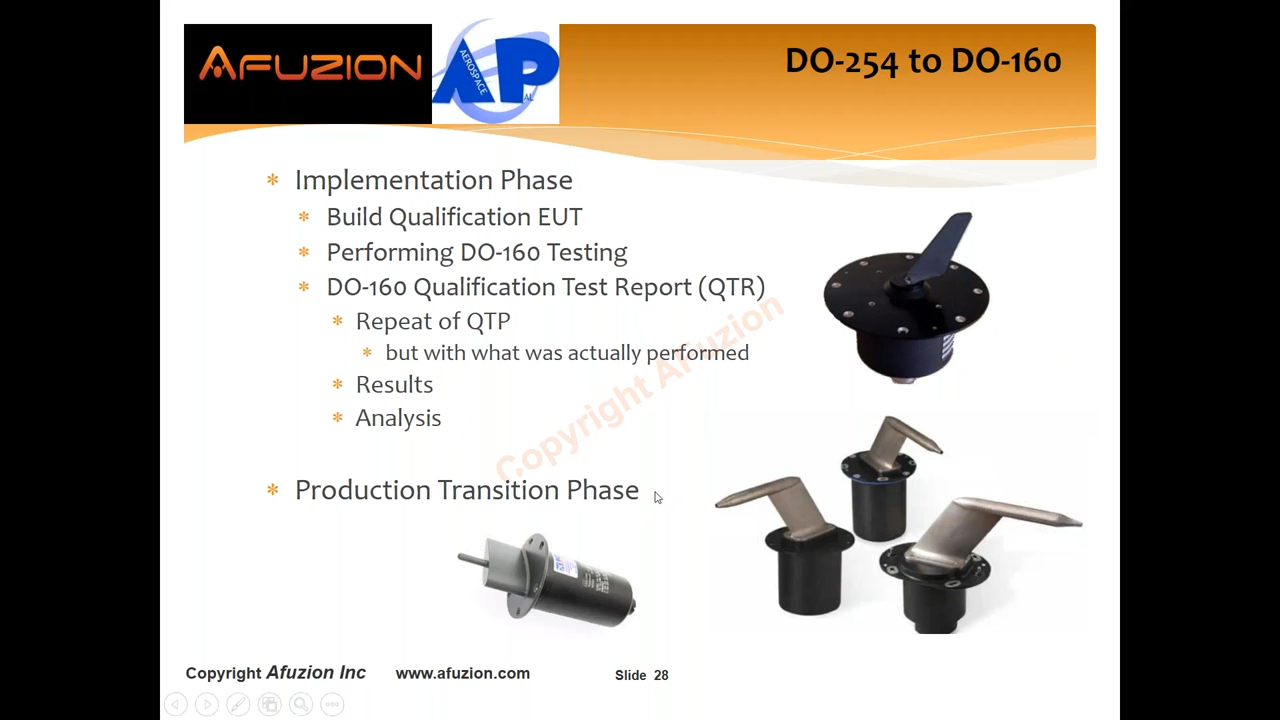 AFUZION
AEROSPACE
AP
AL
DO-254 to DO-160
Implementation Phase
Build Qualification EUT
Performing DO-160 Testing
DO-160 Qualification Test Report (QTR)
Repeat of QTP
but with what was actually performed
Results
Analysis
Production Transition Phase
Copyright Afuzion
Copyright Afuzion Inc www.afuzion.com Slide 28